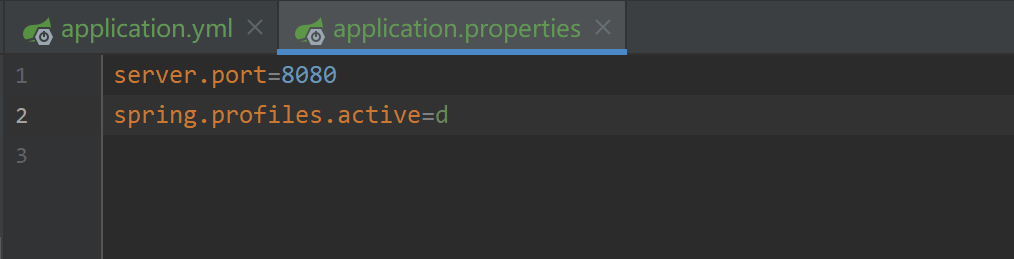 application.yml application.properties
1 server.port=8080
2 spring.profiles.active=d
3